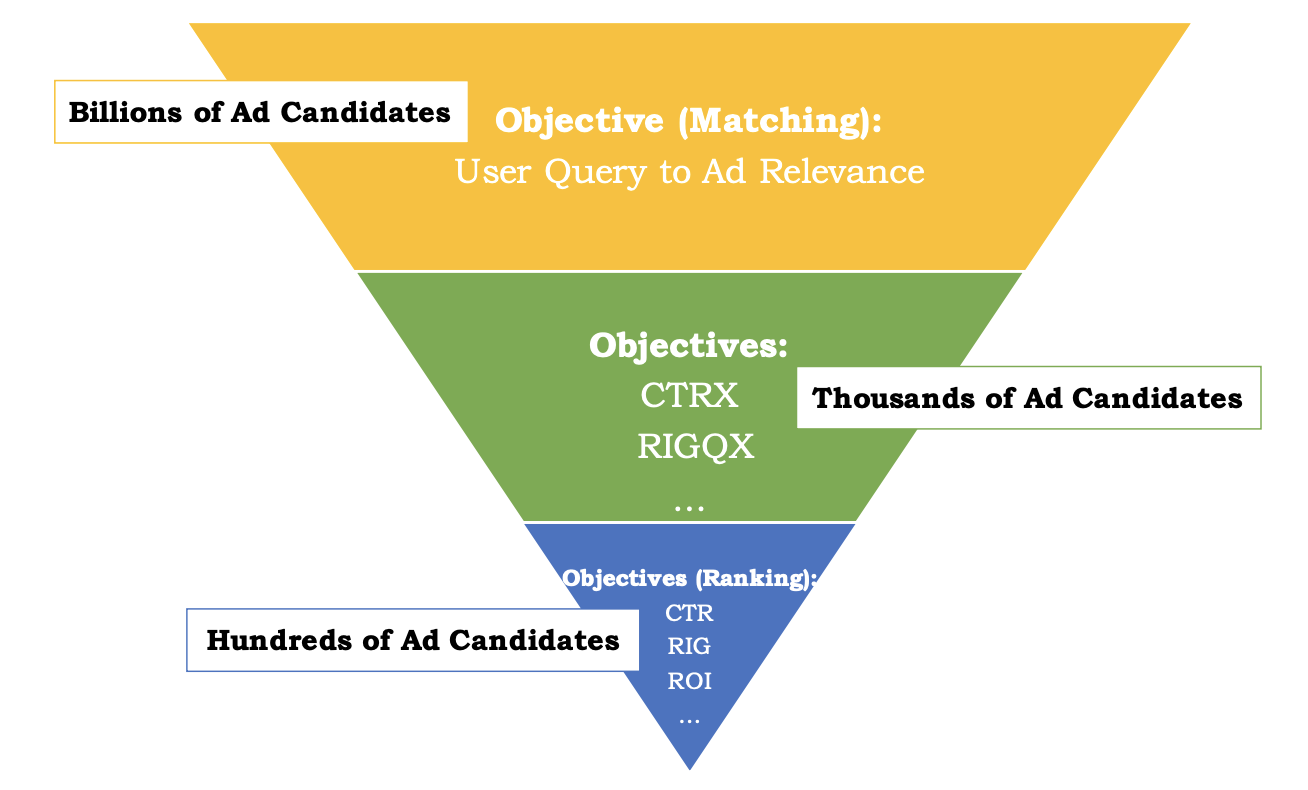 Billions of Ad Candidates
Objective (Matching):
User Query to Ad Relevance
Objectives:
CTRX
Thousands of Ad Candidates
RIGQX
...
Objectives (Ranking):
CTR
Hundreds of Ad Candidates
RIG
ROI
...